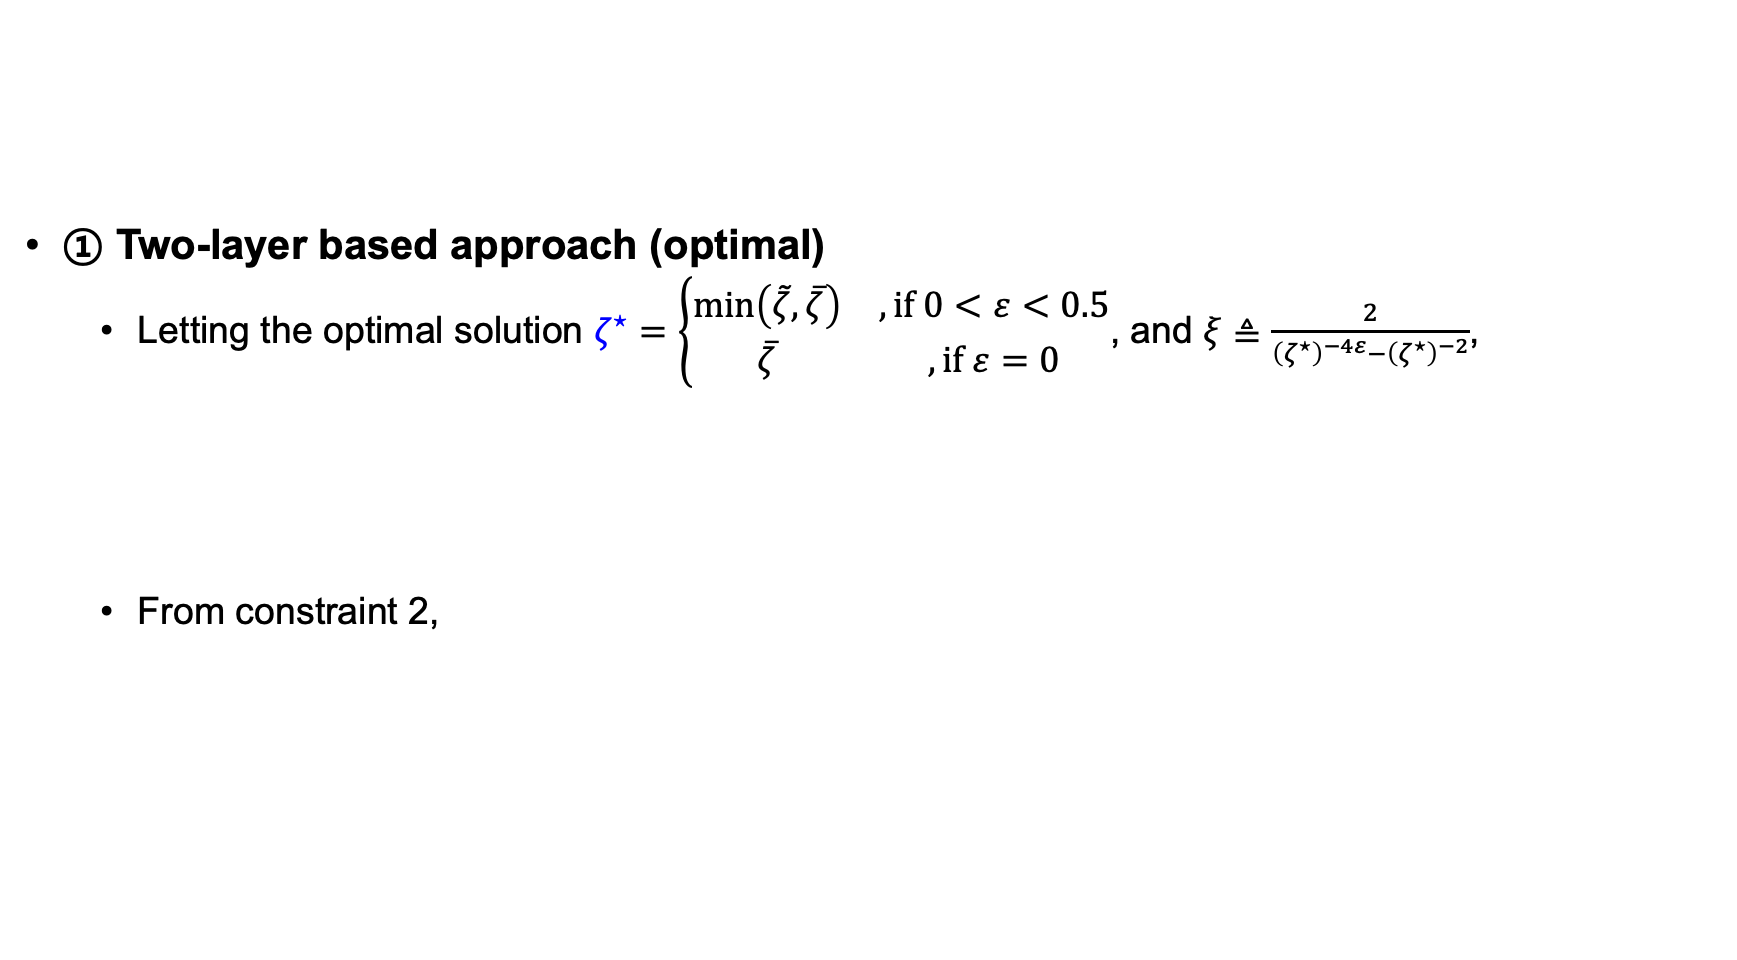 • ① Two-layer based approach (optimal)
• Letting the optimal solution ζ⋆ = {min(ζ̃, ζ̄) , if 0 < ε < 0.5; ζ̄ , if ε = 0 , and ξ ≜ 2/((ζ⋆)^−4ε−(ζ⋆)^−2),
• From constraint 2,